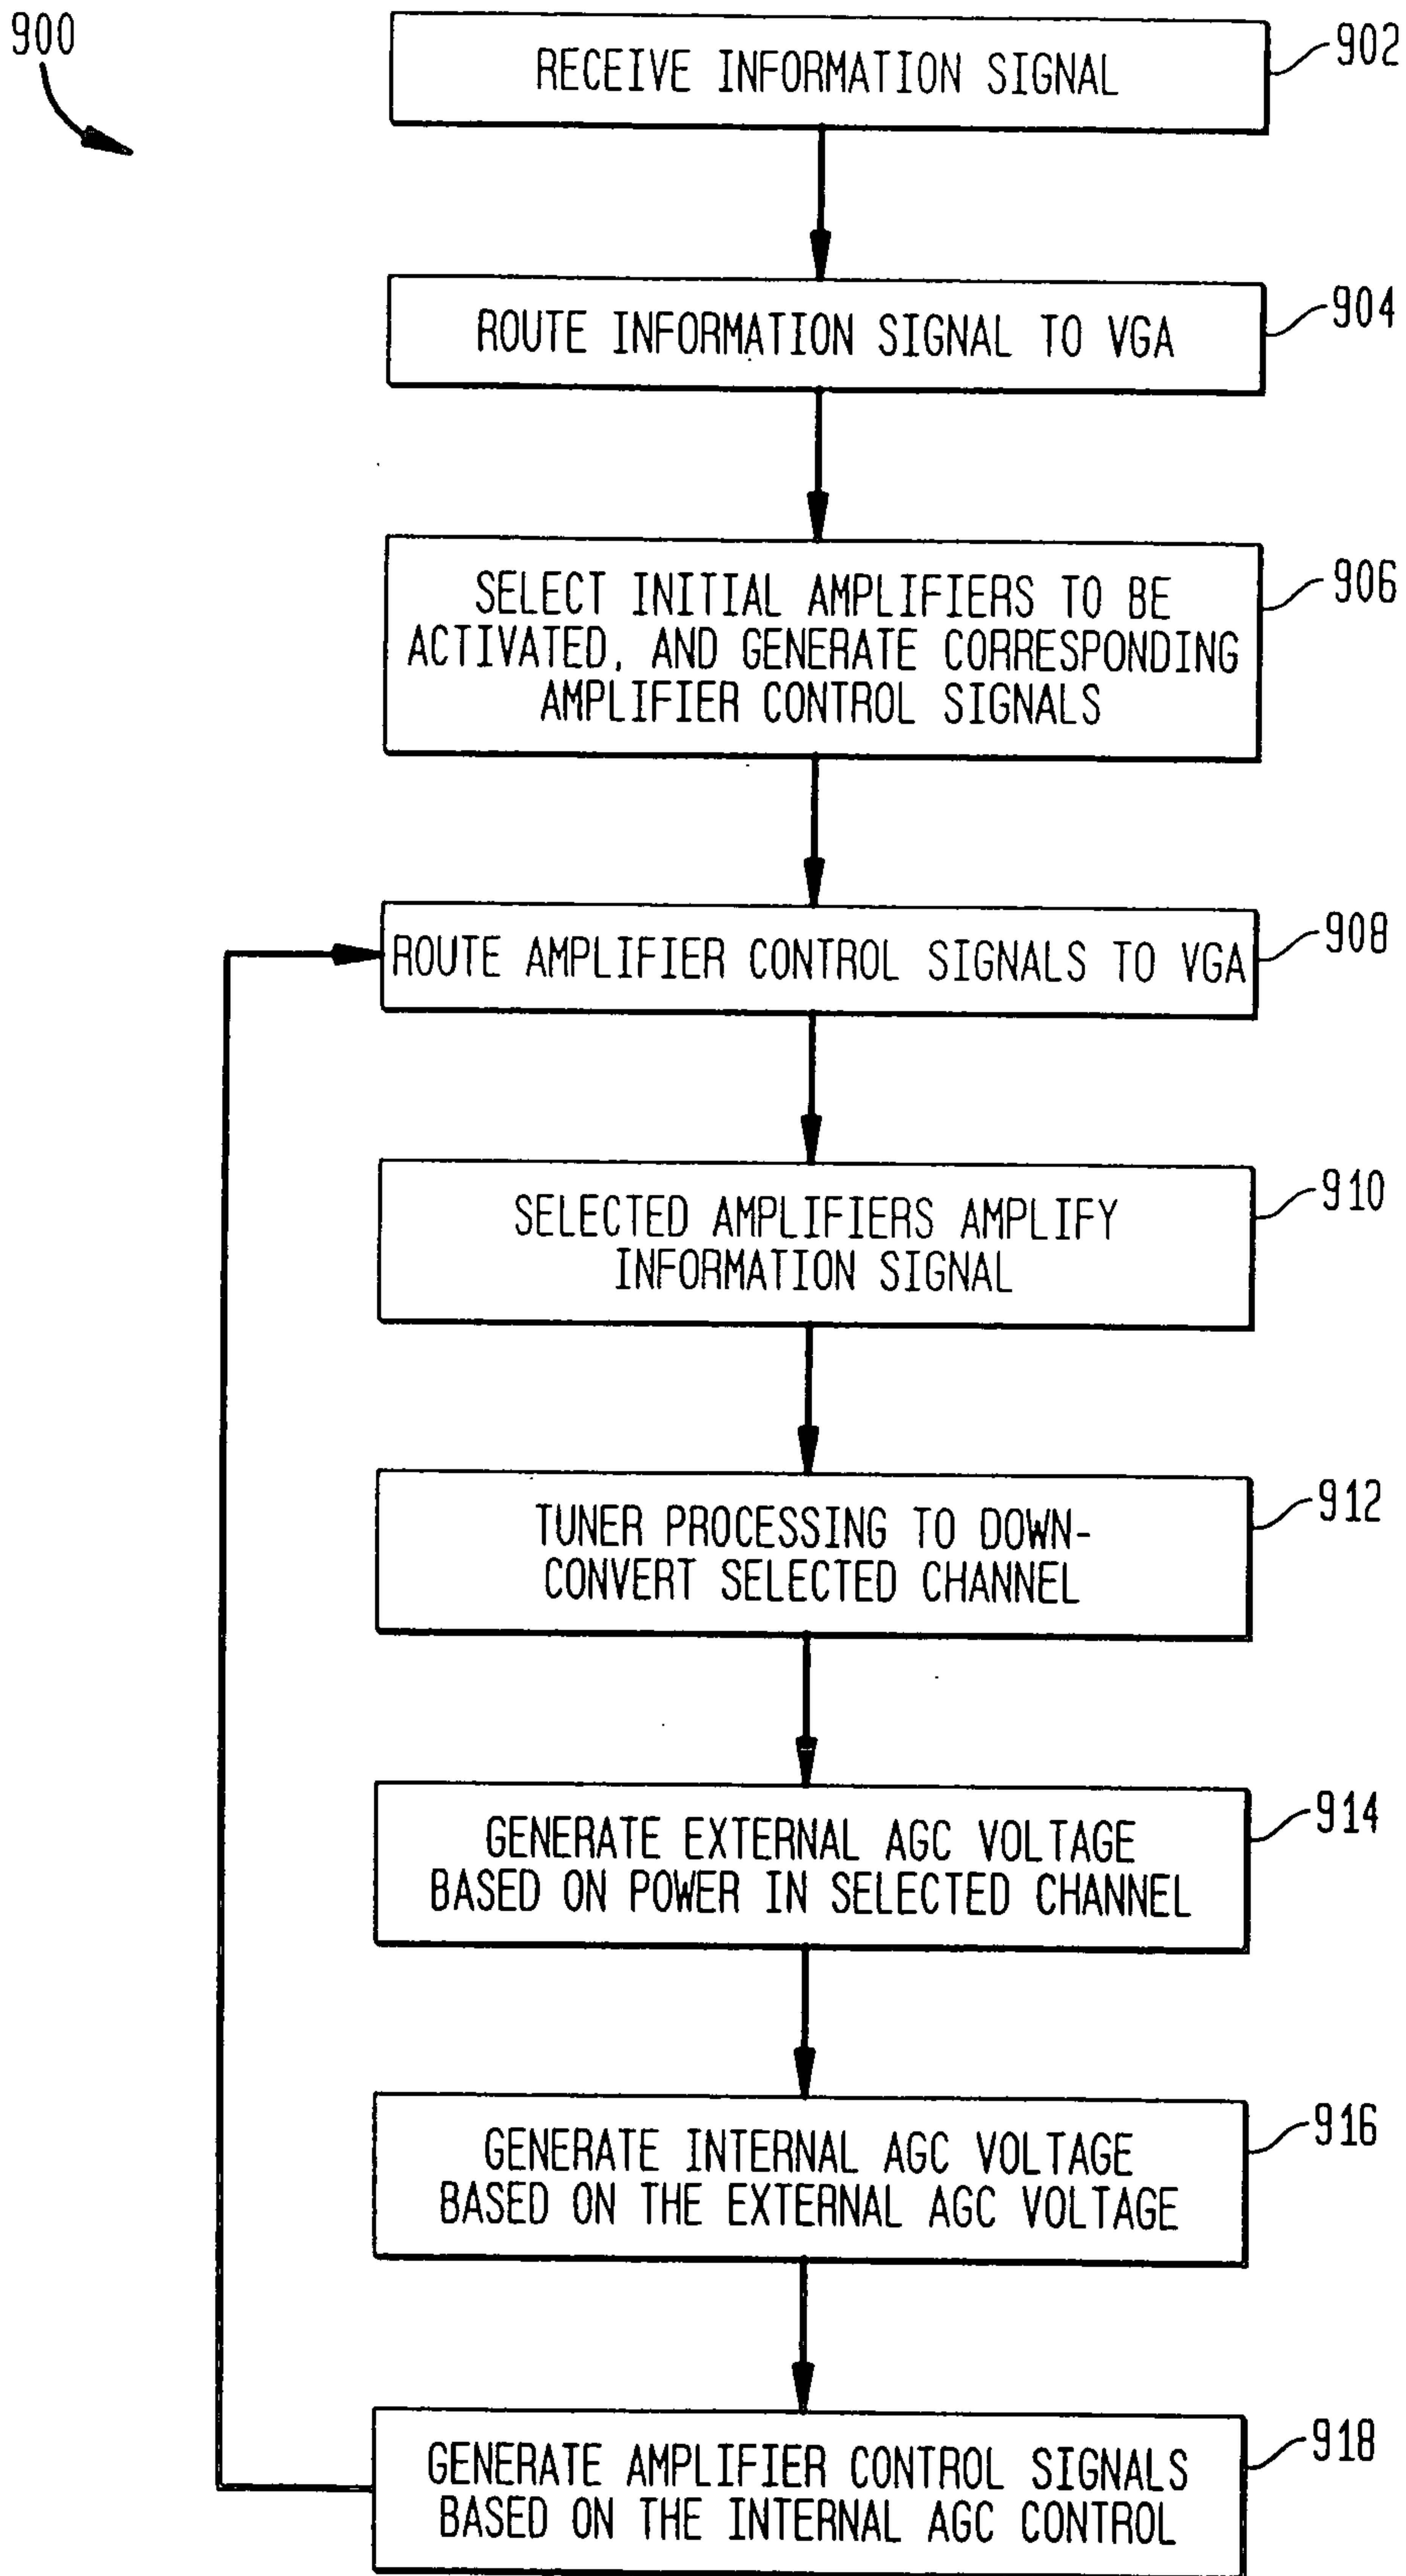 900
RECEIVE INFORMATION SIGNAL
902
ROUTE INFORMATION SIGNAL TO VGA
904
SELECT INITIAL AMPLIFIERS TO BE
ACTIVATED, AND GENERATE CORRESPONDING
AMPLIFIER CONTROL SIGNALS
906
ROUTE AMPLIFIER CONTROL SIGNALS TO VGA
908
SELECTED AMPLIFIERS AMPLIFY
INFORMATION SIGNAL
910
TUNER PROCESSING TO DOWN-
CONVERT SELECTED CHANNEL
912
GENERATE EXTERNAL AGC VOLTAGE
BASED ON POWER IN SELECTED CHANNEL
914
GENERATE INTERNAL AGC VOLTAGE
BASED ON THE EXTERNAL AGC VOLTAGE
916
GENERATE AMPLIFIER CONTROL SIGNALS
BASED ON THE INTERNAL AGC CONTROL
918